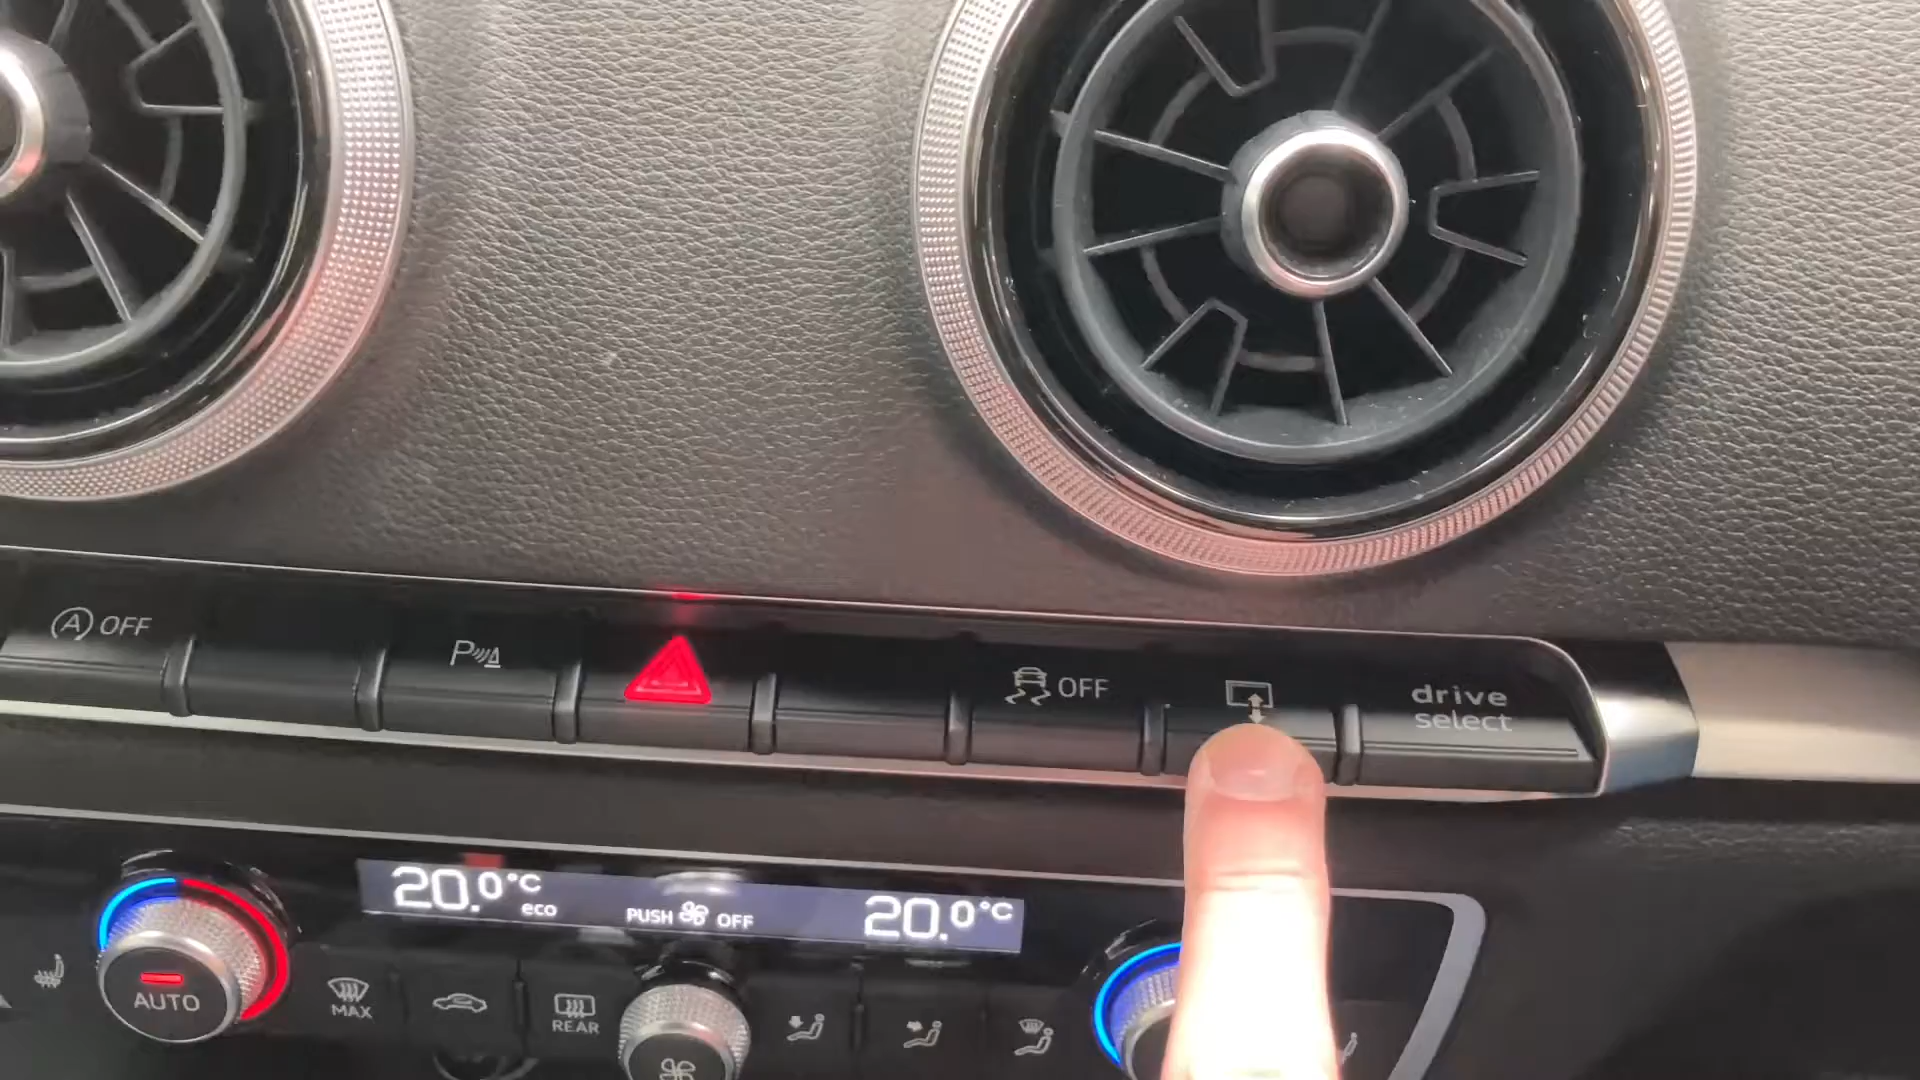 A OFF
P
OFF
drive
select
20.0°C
eco
PUSH OFF
20.0°C
AUTO
MAX
REAR